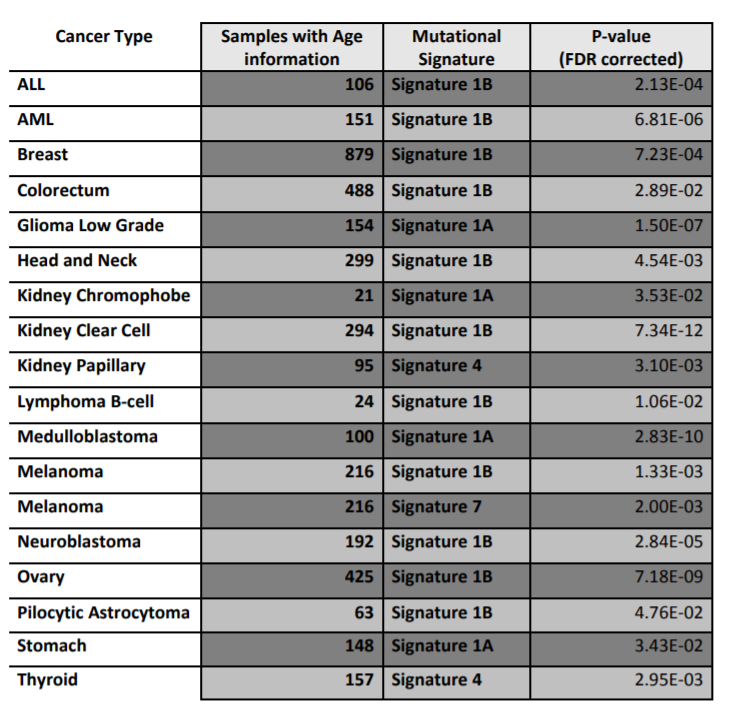 Cancer Type Samples with Age information Mutational Signature P-value (FDR corrected)
ALL 106 Signature 1B 2.13E-04
AML 151 Signature 1B 6.81E-06
Breast 879 Signature 1B 7.23E-04
Colorectum 488 Signature 1B 2.89E-02
Glioma Low Grade 154 Signature 1A 1.50E-07
Head and Neck 299 Signature 1B 4.54E-03
Kidney Chromophobe 21 Signature 1A 3.53E-02
Kidney Clear Cell 294 Signature 1B 7.34E-12
Kidney Papillary 95 Signature 4 3.10E-03
Lymphoma B-cell 24 Signature 1B 1.06E-02
Medulloblastoma 100 Signature 1A 2.83E-10
Melanoma 216 Signature 1B 1.33E-03
Melanoma 216 Signature 7 2.00E-03
Neuroblastoma 192 Signature 1B 2.84E-05
Ovary 425 Signature 1B 7.18E-09
Pilocytic Astrocytoma 63 Signature 1B 4.76E-02
Stomach 148 Signature 1A 3.43E-02
Thyroid 157 Signature 4 2.95E-03